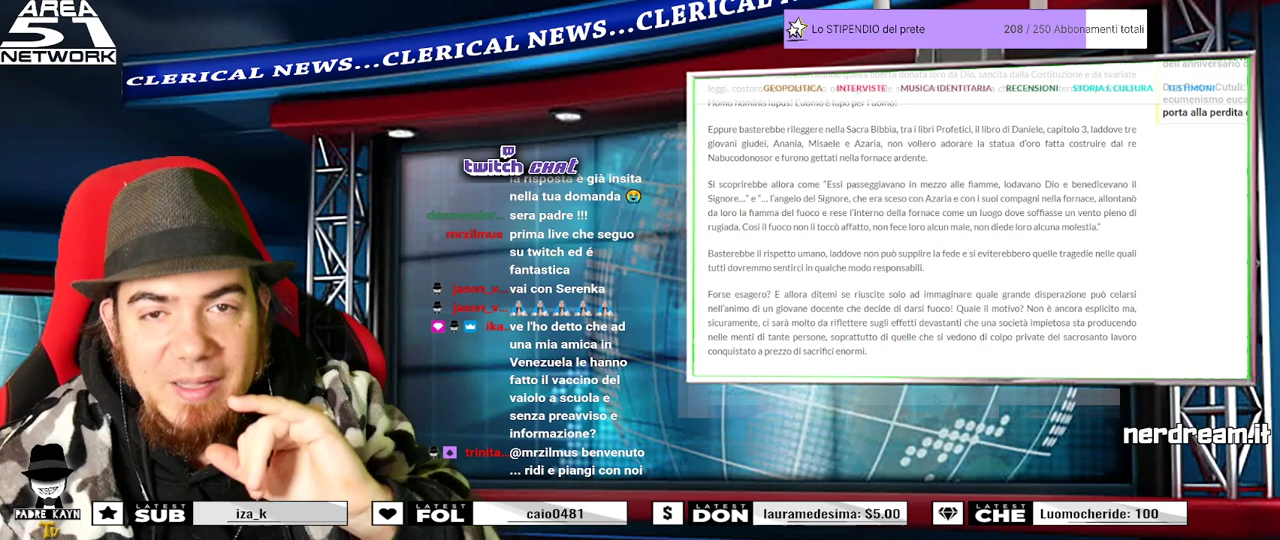 AREA
51
NETWORK
CLERICAL NEWS...CLERICAL NEWS...CLERICAL
Lo STIPENDIO del prete 208 / 250 Abbonamenti totali
dell'anniversario
GEOPOLITICA INTERVISTE MUSICA IDENTITARIA RECENSIONI STORIA E CULTURA TESTIMONI
Cutuli:
ecumenismo
porta alla perdita
Homo hominis lupus! L'uomo è lupo per l'uomo!
Eppure basterebbe rileggere nella Sacra Bibbia, tra i libri Profetici, il libro di Daniele, capitolo 3, laddove tre
giovani giudei, Anania, Misaele e Azaria, non vollero adorare la statua d'oro fatta costruire dal re
Nabucodonosor e furono gettati nella fornace ardente.
Si scoprirebbe allora come "Essi passeggiavano in mezzo alle fiamme, lodavano Dio e benedicevano il
Signore..." e "... l'angelo del Signore, che era sceso con Azaria e con i suoi compagni nella fornace, allontanò
da loro la fiamma del fuoco e rese l'interno della fornace come un luogo dove soffiasse un vento pieno di
rugiada. Così il fuoco non li toccò affatto, non fece loro alcun male, non diede loro alcuna molestia."
Basterebbe il rispetto umano, laddove non può supplire la fede e si eviterebbero quelle tragedie nelle quali
tutti dovremmo sentirci in qualche modo responsabili.
Forse esagero? E allora ditemi se riuscite solo ad immaginare quale grande disperazione può celarsi
nell'animo di un giovane docente che decide di darsi fuoco! Quale il motivo? Non è ancora esplicito ma,
sicuramente, ci sarà molto da riflettere sugli effetti devastanti che una società impietosa sta producendo
nelle menti di tante persone, soprattutto di quelle che si vedono di colpo private del sacrosanto lavoro
conquistato a prezzo di sacrifici enormi.
twitch CHAT
la risposta è già insita
nella tua domanda 😭
sera padre !!!
mrzilmus prima live che seguo
su twitch ed é
fantastica
vai con Serenka
ika.. ve l'ho detto che ad
una mia amica in
Venezuela le hanno
fatto il vaccino del
vaiolo a scuola e
senza preavviso e
informazione?
trinita... @mrzilmus benvenuto
... ridi e piangi con noi
nerdream.it
PADRE KAYN
TV
LATEST SUB iza_k
LATEST FOL caio0481
LATEST DON lauramedesima: $5.00
LATEST CHE Luomocheride: 100